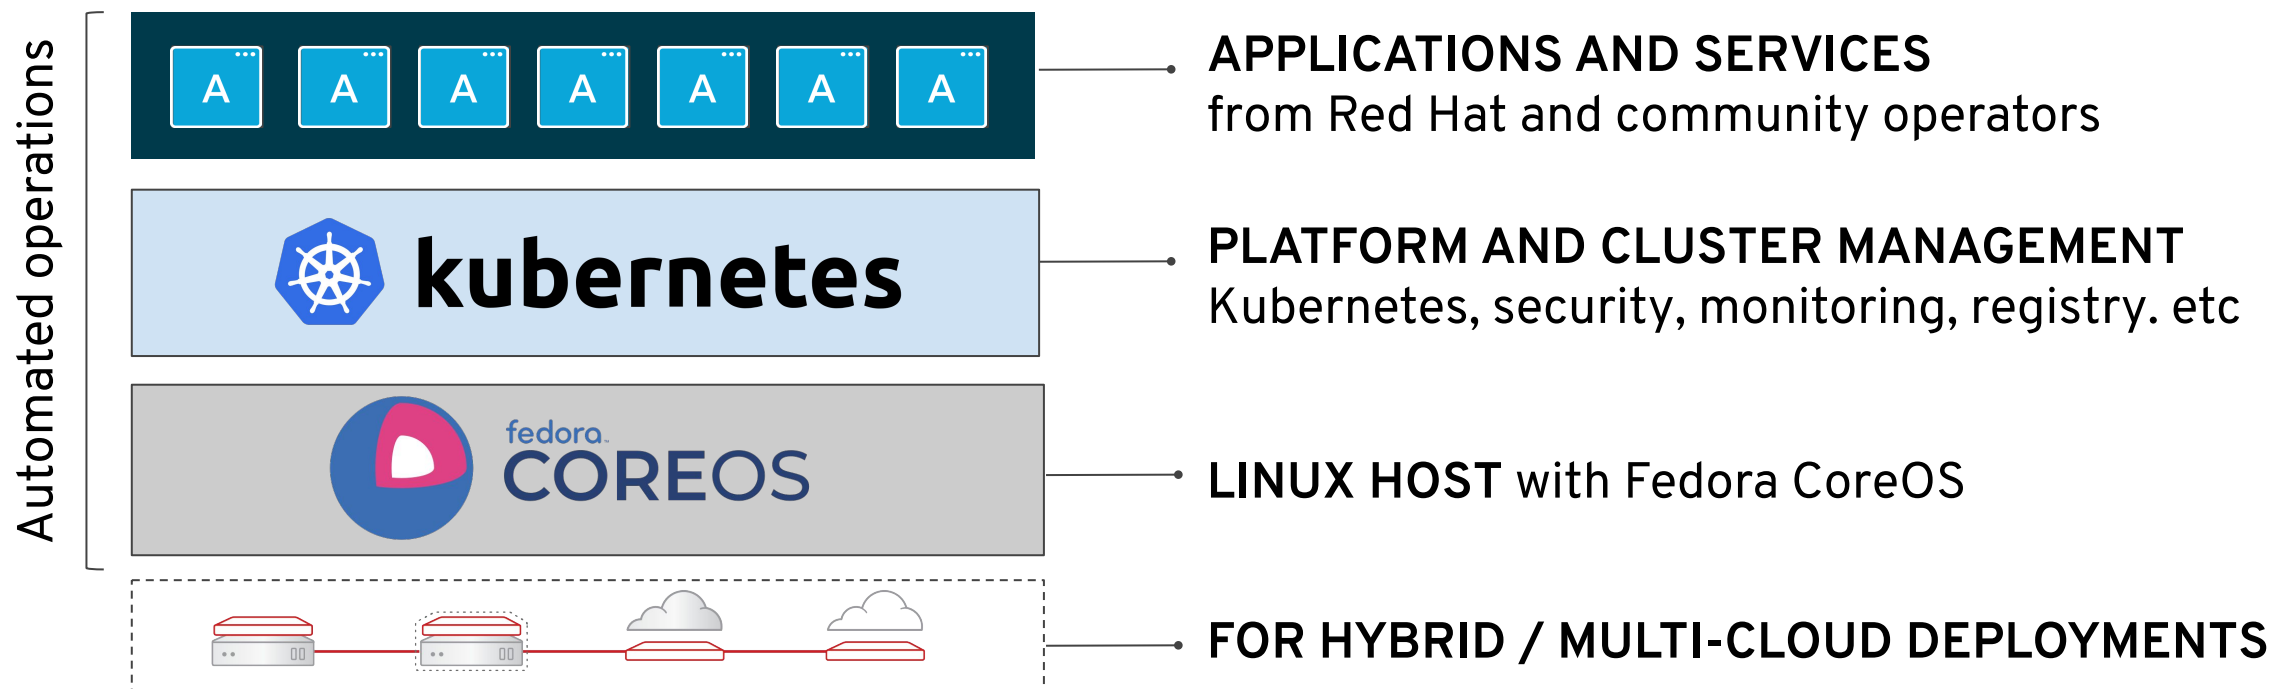 Automated operations
A A A A A A A
APPLICATIONS AND SERVICES
from Red Hat and community operators
kubernetes
PLATFORM AND CLUSTER MANAGEMENT
Kubernetes, security, monitoring, registry. etc
fedora™
COREOS
LINUX HOST with Fedora CoreOS
FOR HYBRID / MULTI-CLOUD DEPLOYMENTS